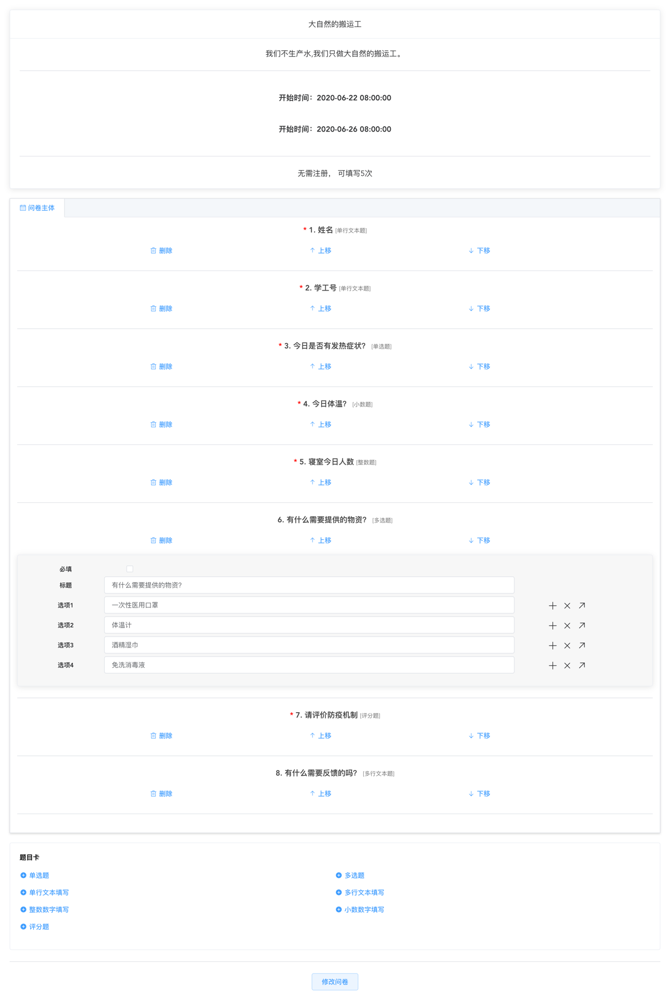 大自然的搬运工
我们不生产水,我们只做大自然的搬运工。
开始时间：2020-06-22 08:00:00
开始时间：2020-06-26 08:00:00
无需注册， 可填写5次
问卷主体
* 1. 姓名 [单行文本题]
删除 上移 下移
* 2. 学工号 [单行文本题]
删除 上移 下移
* 3. 今日是否有发热症状？ [单选题]
删除 上移 下移
* 4. 今日体温？ [小数题]
删除 上移 下移
* 5. 寝室今日人数 [整数题]
删除 上移 下移
6. 有什么需要提供的物资？ [多选题]
删除 上移 下移
必填
标题 有什么需要提供的物资？
选项1 一次性医用口罩
选项2 体温计
选项3 酒精湿巾
选项4 免洗消毒液
* 7. 请评价防疫机制 [评分题]
删除 上移 下移
8. 有什么需要反馈的吗？ [多行文本题]
删除 上移 下移
题目卡
单选题 多选题
单行文本填写 多行文本填写
整数数字填写 小数数字填写
评分题
修改问卷